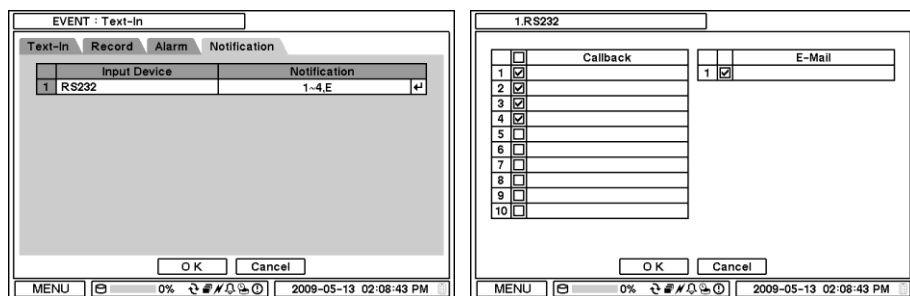 EVENT : Text-In
Text-In Record Alarm Notification
Input Device Notification
1 RS232 1~4,E
OK Cancel
MENU 0% 2009-05-13 02:08:43 PM
1.RS232
Callback
1
2
3
4
5
6
7
8
9
10
E-Mail
1
OK Cancel
MENU 0% 2009-05-13 02:08:43 PM